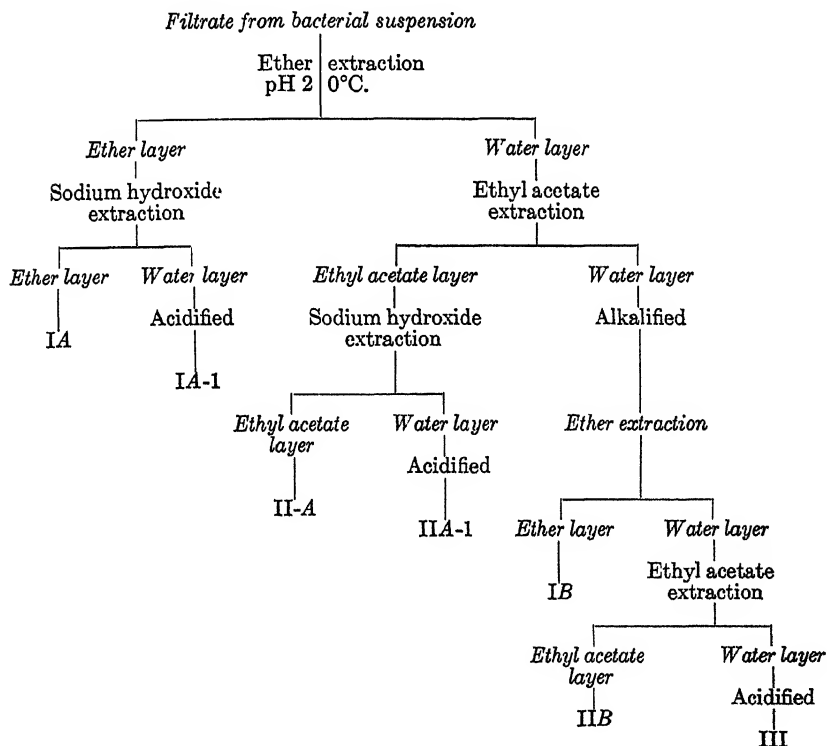 Filtrate from bacterial suspension
Ether extraction
pH 2 0°C.
Ether layer
Water layer
Sodium hydroxide
extraction
Ethyl acetate
extraction
Ether layer
Water layer
Ethyl acetate layer
Water layer
Acidified
Sodium hydroxide
extraction
Alkalified
IA
IA-1
Ethyl acetate
layer
Water layer
Ether extraction
Acidified
II-A
IIA-1
Ether layer
Water layer
Ethyl acetate
extraction
IB
Ethyl acetate
layer
Water layer
Acidified
IIB
III